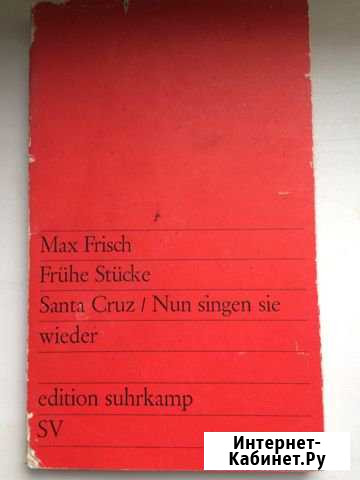 Max Frisch
Frühe Stücke
Santa Cruz / Nun singen sie
wieder
edition suhrkamp
SV
Интернет-
Кабинет.Ру